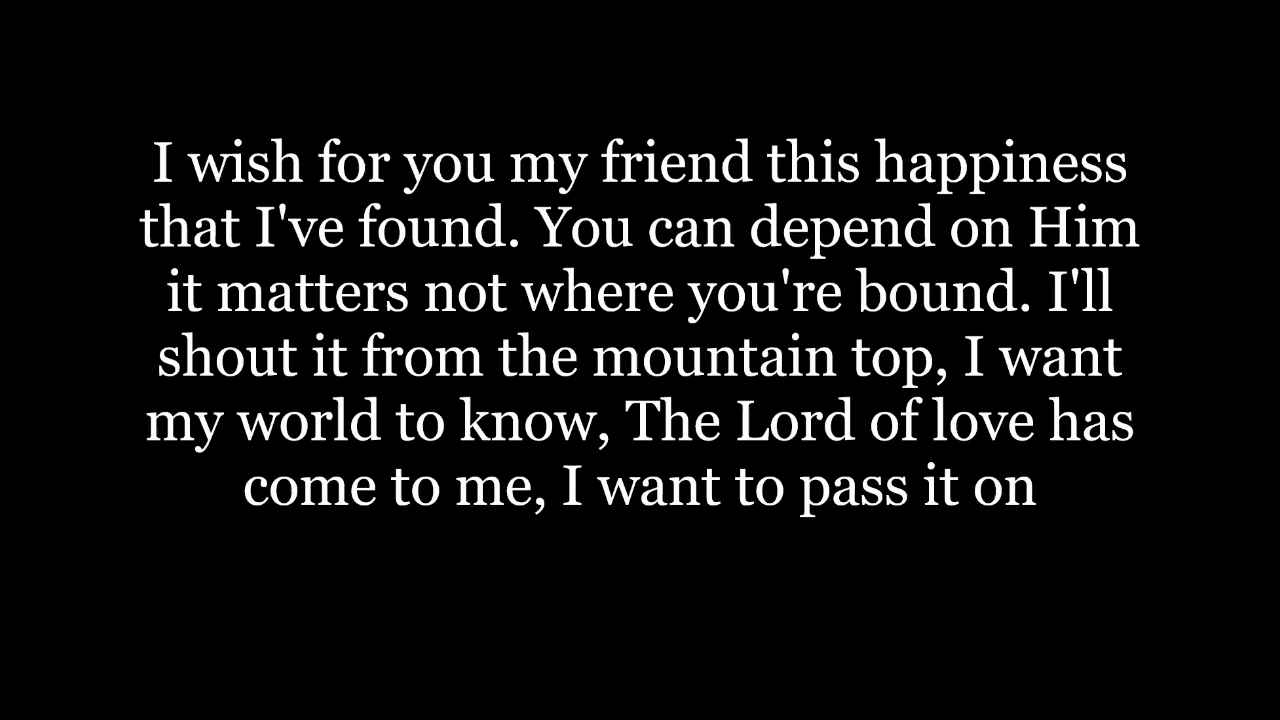 I wish for you my friend this happiness
that I've found. You can depend on Him
it matters not where you're bound. I'll
shout it from the mountain top, I want
my world to know, The Lord of love has
come to me, I want to pass it on